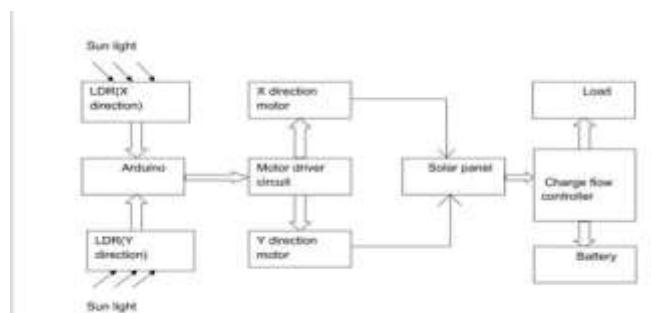 Sun light
LDR(X
direction)
X direction
motor
Load
Arduino
Motor driver
circuit
Solar panel
Charge flow
controller
LDR(Y
direction)
Y direction
motor
Battery
Sun light